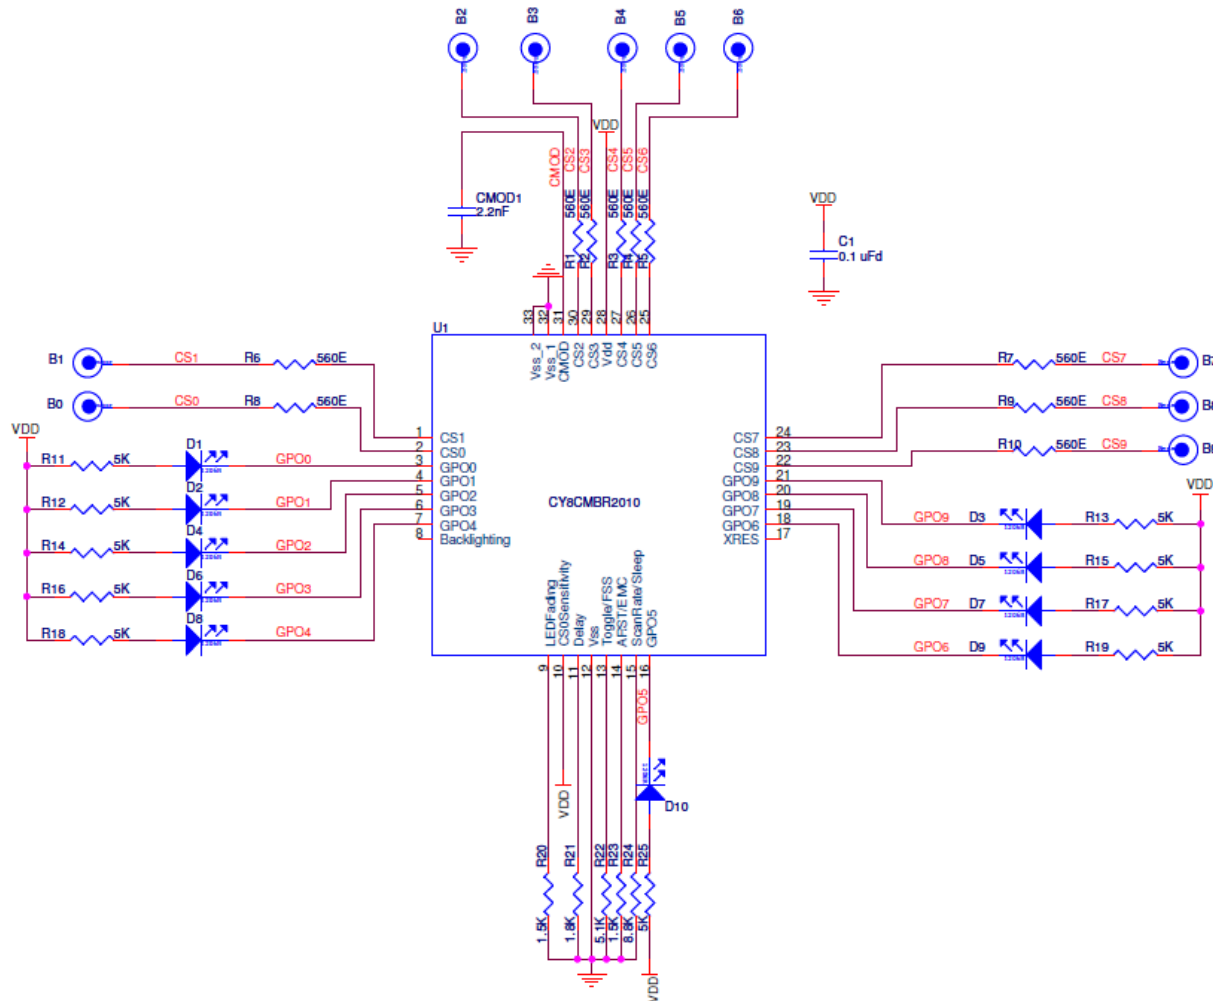 B2 B3 B4 B5 B6
VDD
CMOD CS2 CS3 CS4 CS5 CS6
CMOD1
2.2nF
560E 560E 560E 560E 560E
R1 R2 R3 R4 R5
VDD
C1
0.1 uFd
33 32 31 30 29 28 27 26 25
U1
Vss_2 Vss_1 CMOD CS2 CS3 Vdd CS4 CS5 CS6
B1 CS1 R6 560E
B0 CS0 R8 560E
R7 560E CS7
R9 560E CS8
R10 560E CS9
1 CS1
2 CS0
3 GPO0
4 GPO1
5 GPO2
6 GPO3
7 GPO4
8 Backlighting
CY8CMBR2010
CS7 24
CS8 23
CS9 22
GPO9 21
GPO8 20
GPO7 19
GPO6 18
XRES 17
VDD
R11 5K D1 GPO0
R12 5K D2 GPO1
R14 5K D4 GPO2
R16 5K D6 GPO3
R18 5K D8 GPO4
VDD
GPO9 D3 R13 5K
GPO8 D5 R15 5K
GPO7 D7 R17 5K
GPO6 D9 R19 5K
LEDFading CS0Sensitivity Delay Vss Toggle/FSS ARST/EMC ScanRate/Sleep GPO5
9 10 11 12 13 14 15 16
GPO5
VDD
D10
R20 R21 R22 R23 R24 R25
1.5K 1.8K 5.1K 1.5K 8.8K 5K
VDD